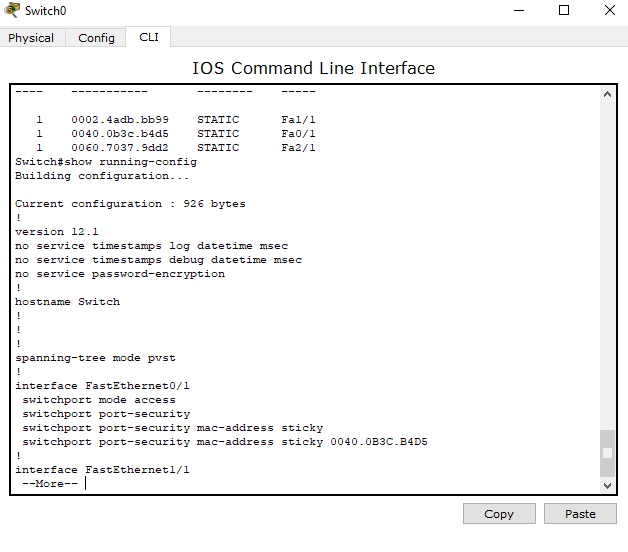 Switch0
Physical Config CLI
IOS Command Line Interface
---- ----------- -------- -----
1 0002.4adb.bb99 STATIC Fa1/1
1 0040.0b3c.b4d5 STATIC Fa0/1
1 0060.7037.9dd2 STATIC Fa2/1
Switch#show running-config
Building configuration...
Current configuration : 926 bytes
!
version 12.1
no service timestamps log datetime msec
no service timestamps debug datetime msec
no service password-encryption
!
hostname Switch
!
!
!
spanning-tree mode pvst
!
interface FastEthernet0/1
switchport mode access
switchport port-security
switchport port-security mac-address sticky
switchport port-security mac-address sticky 0040.0B3C.B4D5
!
interface FastEthernet1/1
--More--
Copy Paste